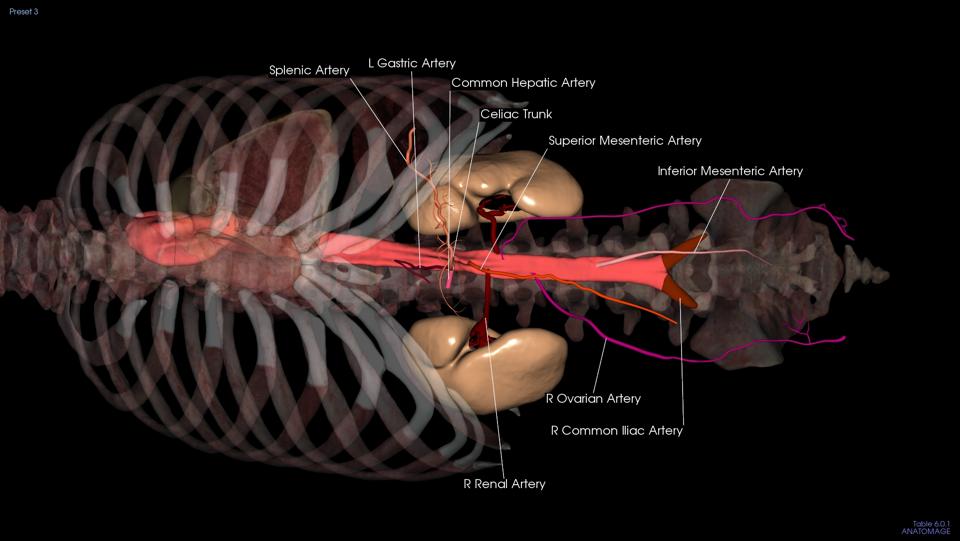 Preset 3
Splenic Artery
L Gastric Artery
Common Hepatic Artery
Celiac Trunk
Superior Mesenteric Artery
Inferior Mesenteric Artery
R Ovarian Artery
R Common Iliac Artery
R Renal Artery
Table 6.0.1
ANATOMAGE